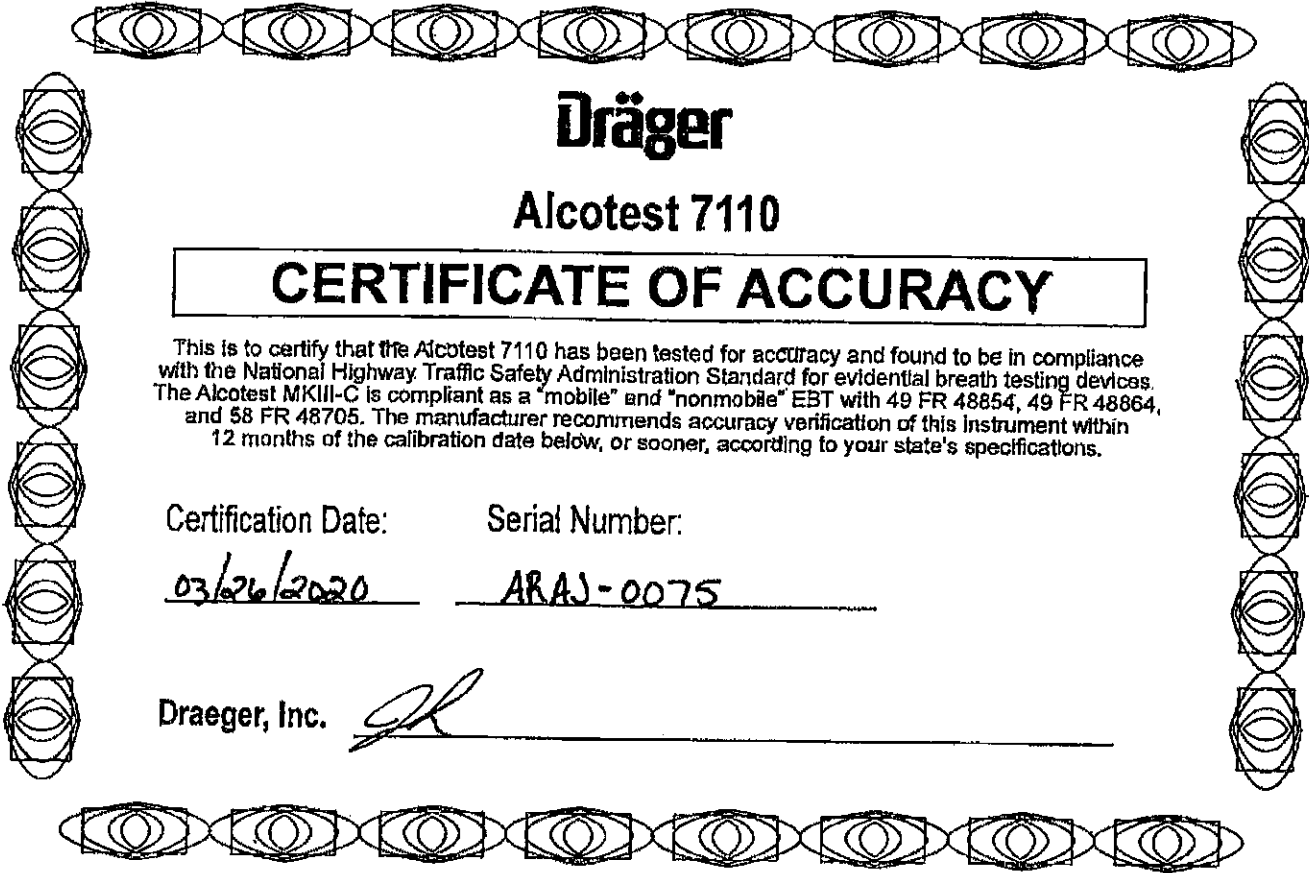 Dräger
Alcotest 7110
CERTIFICATE OF ACCURACY
This is to certify that the Alcotest 7110 has been tested for accuracy and found to be in compliance
with the National Highway Traffic Safety Administration Standard for evidential breath testing devices.
The Alcotest MKIII-C is compliant as a "mobile" and "nonmobile" EBT with 49 FR 48854, 49 FR 48864,
and 58 FR 48705. The manufacturer recommends accuracy verification of this instrument within
12 months of the calibration date below, or sooner, according to your state's specifications.
Certification Date: Serial Number:
03/26/2020 ARAJ-0075
Draeger, Inc.